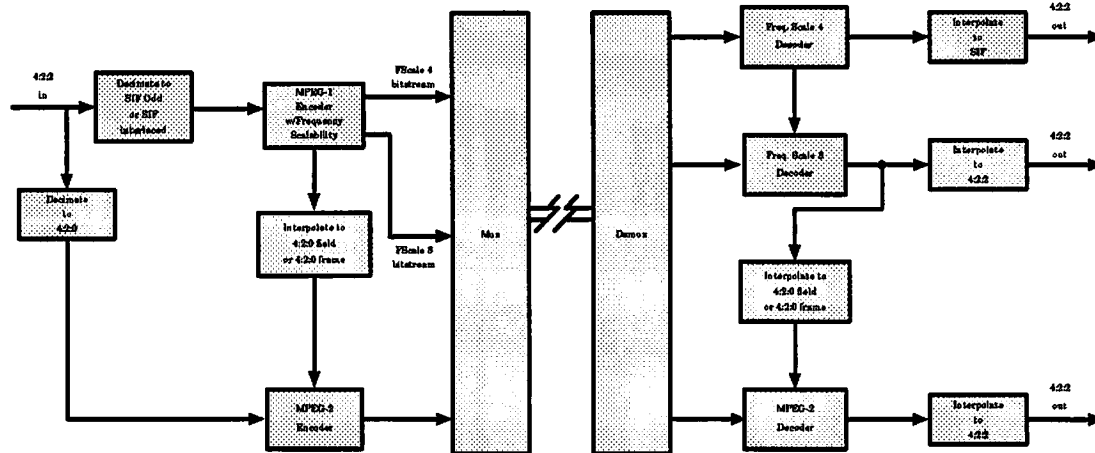 4:2:2
in
Decimate to
SIF Odd
or SIF
interlaced
Decimate
to
4:2:0
MPEG-1
Encoder
w/Frequency
Scalability
FScale 4
bitstream
Interpolate to
4:2:0 field
or 4:2:0 frame
FScale 8
bitstream
MPEG-2
Encoder
Mux
Demux
Freq. Scale 4
Decoder
Interpolate
to
SIF
4:2:2
out
Freq. Scale 8
Decoder
Interpolate
to
4:2:2
4:2:2
out
Interpolate to
4:2:0 field
or 4:2:0 frame
MPEG-2
Decoder
Interpolate
to
4:2:2
4:2:2
out